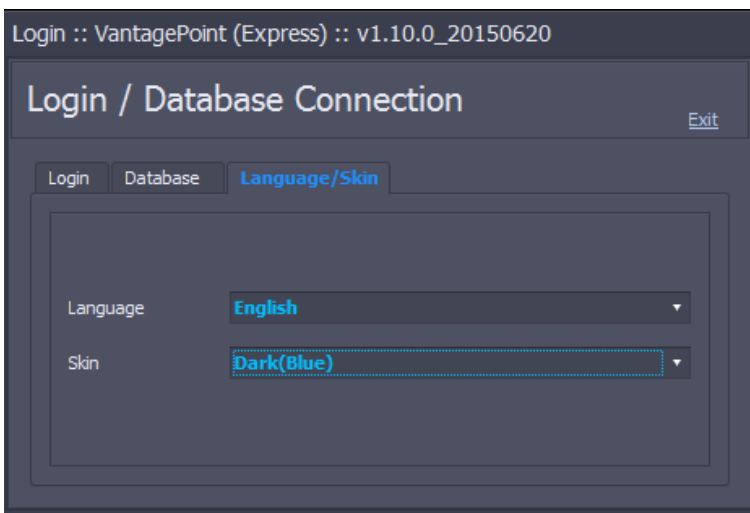 Login :: VantagePoint (Express) :: v1.10.0_20150620
Login / Database Connection
Exit
Login Database Language/Skin
Language English
Skin Dark(Blue)